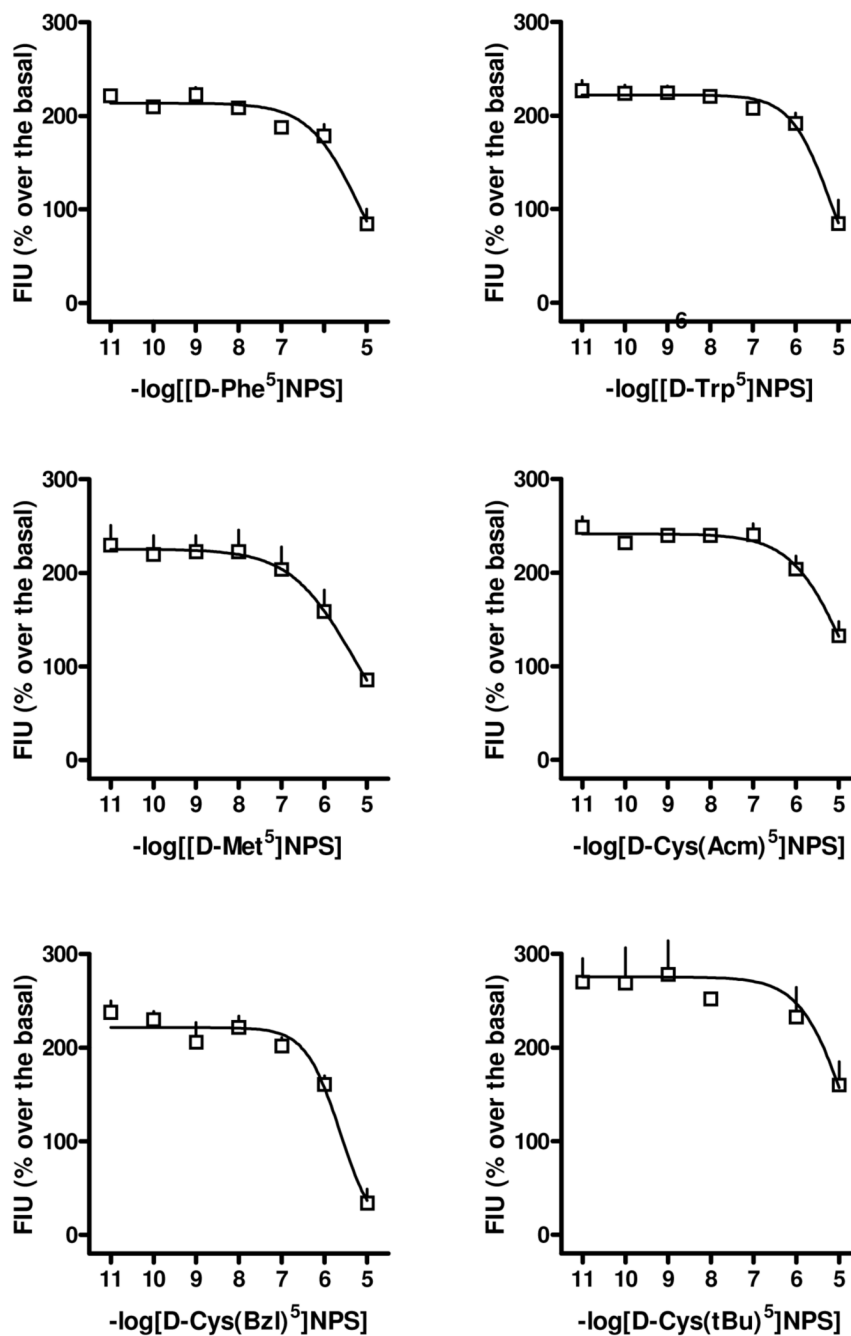 300
200
100
0
FIU (% over the basal)
11 10 9 8 7 6 5
-log[[D-Phe⁵]NPS]
300
200
100
0
FIU (% over the basal)
6
11 10 9 8 7 6 5
-log[[D-Trp⁵]NPS]
300
200
100
0
FIU (% over the basal)
11 10 9 8 7 6 5
-log[[D-Met⁵]NPS]
300
200
100
0
FIU (% over the basal)
11 10 9 8 7 6 5
-log[D-Cys(Acm)⁵]NPS]
300
200
100
0
FIU (% over the basal)
11 10 9 8 7 6 5
-log[D-Cys(Bzl)⁵]NPS]
300
200
100
0
FIU (% over the basal)
11 10 9 8 7 6 5
-log[D-Cys(tBu)⁵]NPS]